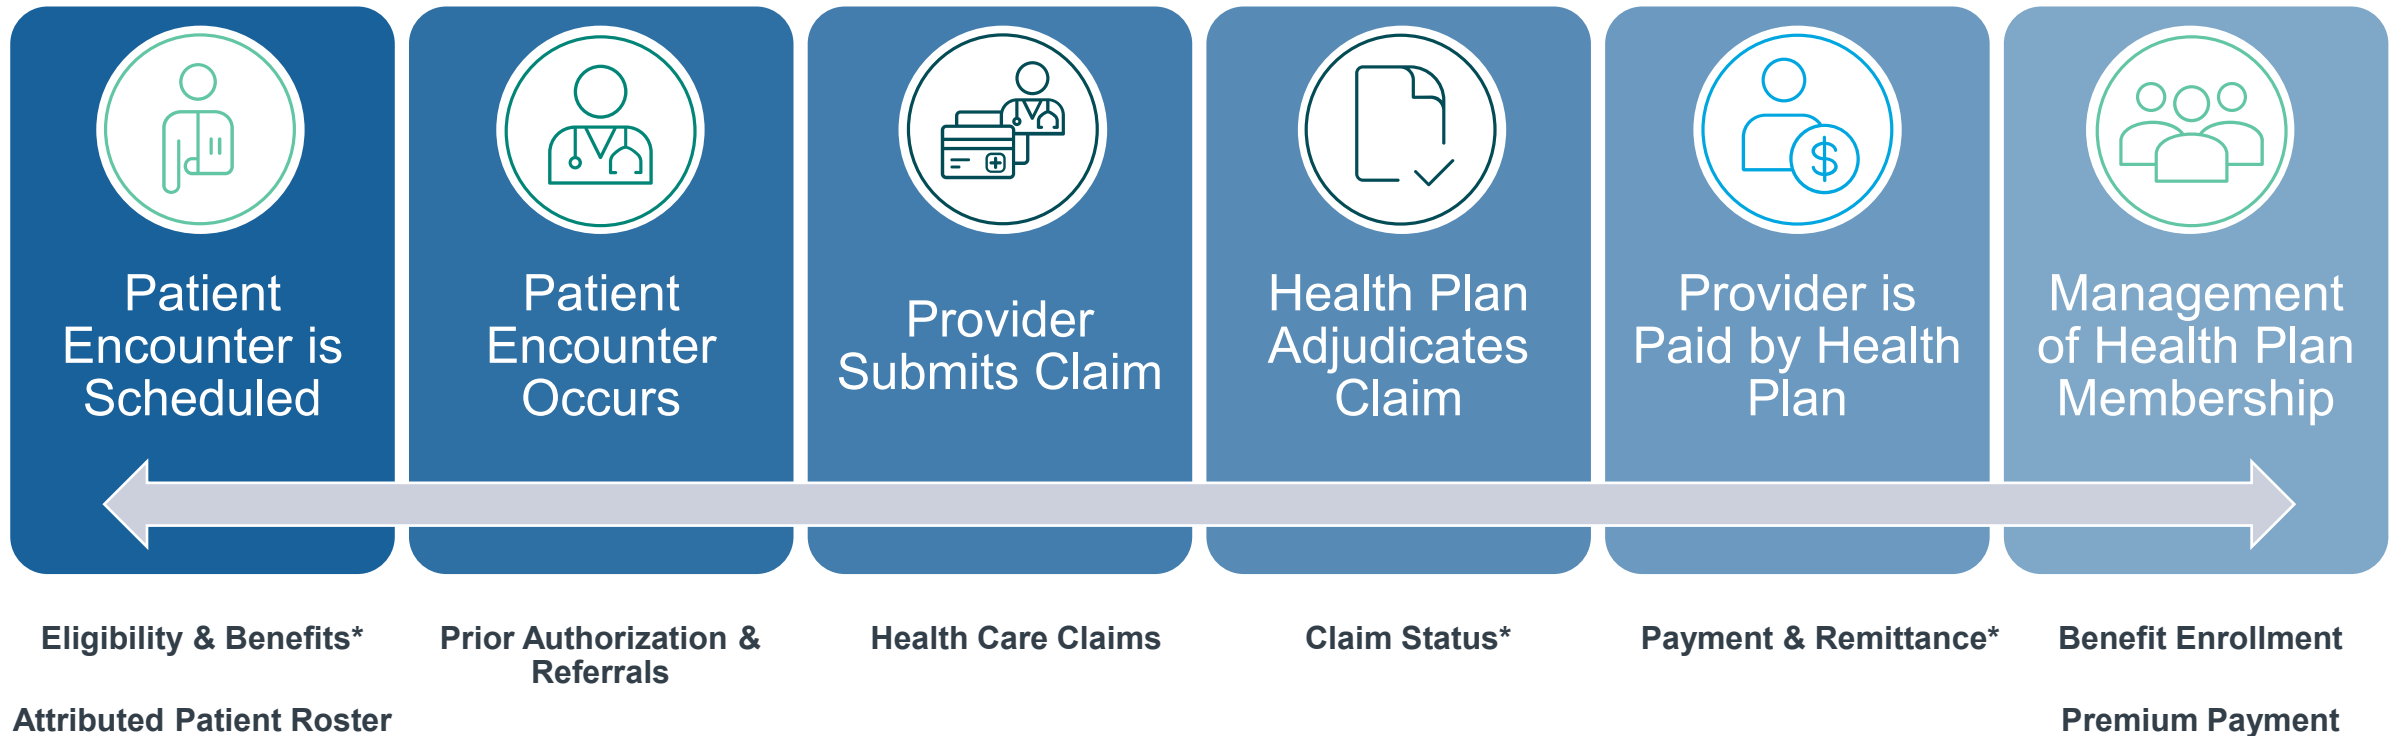 Patient
Encounter is
Scheduled
Patient
Encounter
Occurs
Provider
Submits Claim
Health Plan
Adjudicates
Claim
$
Provider is
Paid by Health
Plan
Management
of Health Plan
Membership
Eligibility & Benefits*
Attributed Patient Roster
Prior Authorization &
Referrals
Health Care Claims
Claim Status*
Payment & Remittance*
Benefit Enrollment
Premium Payment